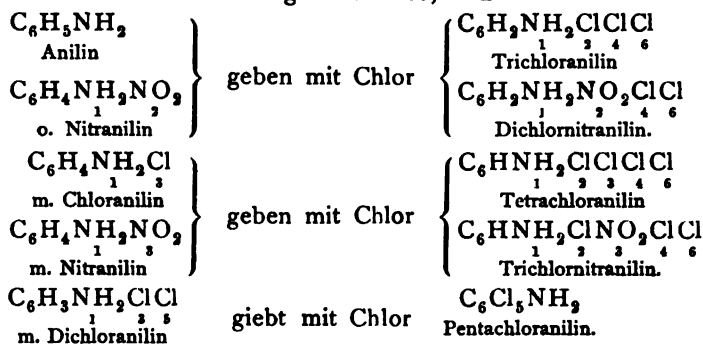 C₆H₅NH₂
Anilin
C₆H₄NH₂NO₂
1 2
o. Nitranilin
geben mit Chlor
C₆H₂NH₂ClClCl
1 2 4 6
Trichloranilin
C₆H₂NH₂NO₂ClCl
1 2 4 6
Dichlornitranilin.
C₆H₄NH₂Cl
1 3
m. Chloranilin
C₆H₄NH₂NO₂
1 3
m. Nitranilin
geben mit Chlor
C₆HNH₂ClClClCl
1 2 3 4 6
Tetrachloranilin
C₆HNH₂ClNO₂ClCl
1 2 3 4 6
Trichlornitranilin.
C₆H₃NH₂ClCl
1 3 5
m. Dichloranilin
giebt mit Chlor
C₆Cl₅NH₂
Pentachloranilin.